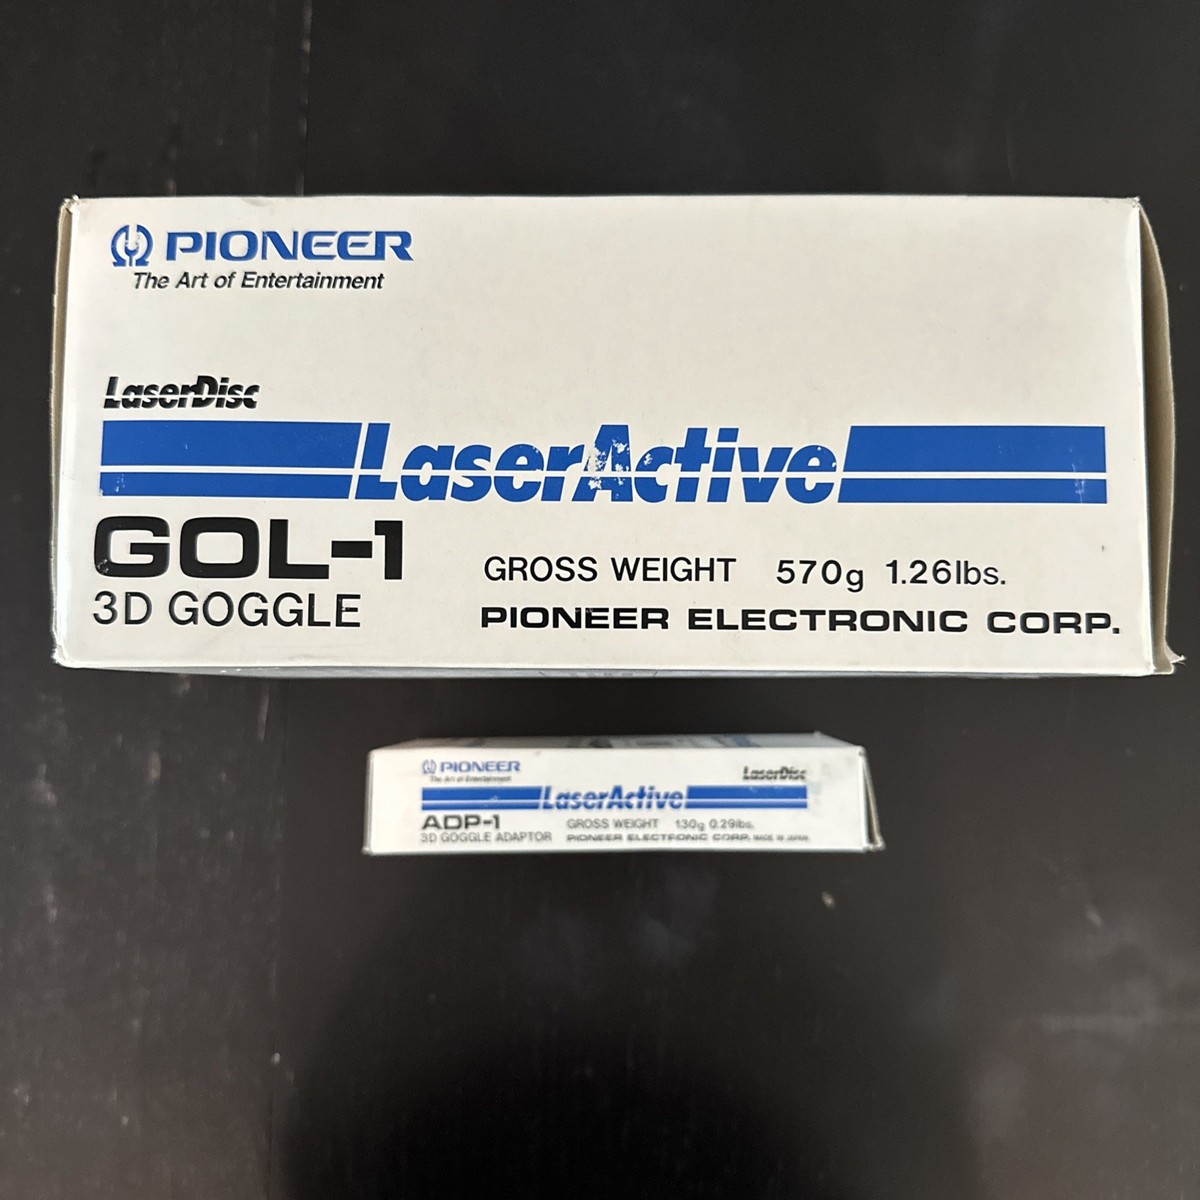 PIONEER
The Art of Entertainment
LaserDisc
LaserActive
GOL-1
3D GOGGLE
GROSS WEIGHT 570g 1.26lbs.
PIONEER ELECTRONIC CORP.
PIONEER
The Art of Entertainment
LaserDisc
LaserActive
ADP-1
3D GOGGLE ADAPTOR
GROSS WEIGHT 130g 0.29lbs.
PIONEER ELECTRONIC CORP. MADE IN JAPAN